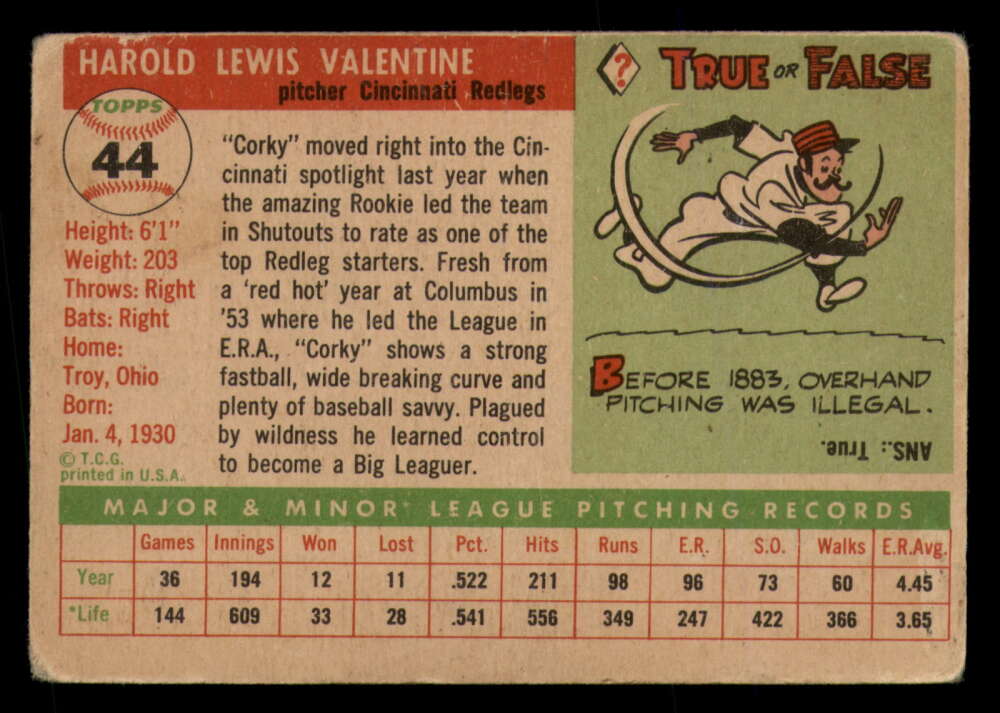 HAROLD LEWIS VALENTINE
pitcher Cincinnati Redlegs
TOPPS
44
Height: 6'1"
Weight: 203
Throws: Right
Bats: Right
Home:
Troy, Ohio
Born:
Jan. 4, 1930
© T.C.G.
printed in U.S.A.
"Corky" moved right into the Cin-
cinnati spotlight last year when
the amazing Rookie led the team
in Shutouts to rate as one of the
top Redleg starters. Fresh from
a 'red hot' year at Columbus in
'53 where he led the League in
E.R.A., "Corky" shows a strong
fastball, wide breaking curve and
plenty of baseball savvy. Plagued
by wildness he learned control
to become a Big Leaguer.
? TRUE OR FALSE
BEFORE 1883, OVERHAND
PITCHING WAS ILLEGAL.
ANS.: True.
MAJOR & MINOR LEAGUE PITCHING RECORDS
Games Innings Won Lost Pct. Hits Runs E.R. S.O. Walks E.R.Avg.
Year 36 194 12 11 .522 211 98 96 73 60 4.45
*Life 144 609 33 28 .541 556 349 247 422 366 3.65